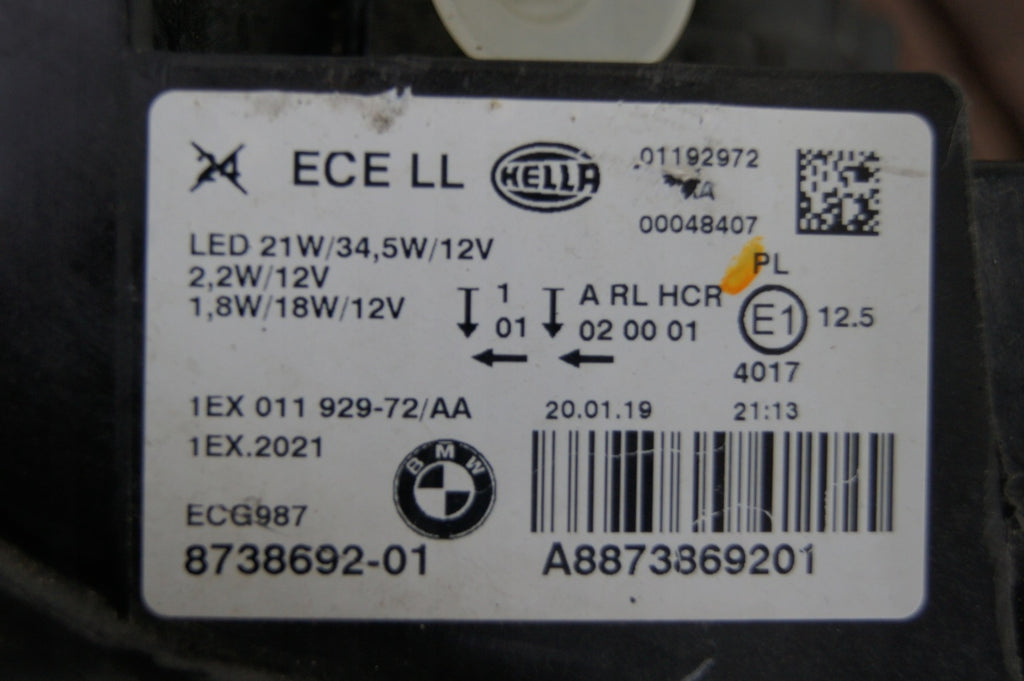 24 ECE LL HELLA 01192972
00048407
LED 21W/34,5W/12V
2,2W/12V
1,8W/18W/12V
1 A RL HCR PL
01 02 00 01 E1 12.5
4017
1EX 011 929-72/AA 20.01.19 21:13
1EX.2021
BMW
ECG987
8738692-01 A8873869201